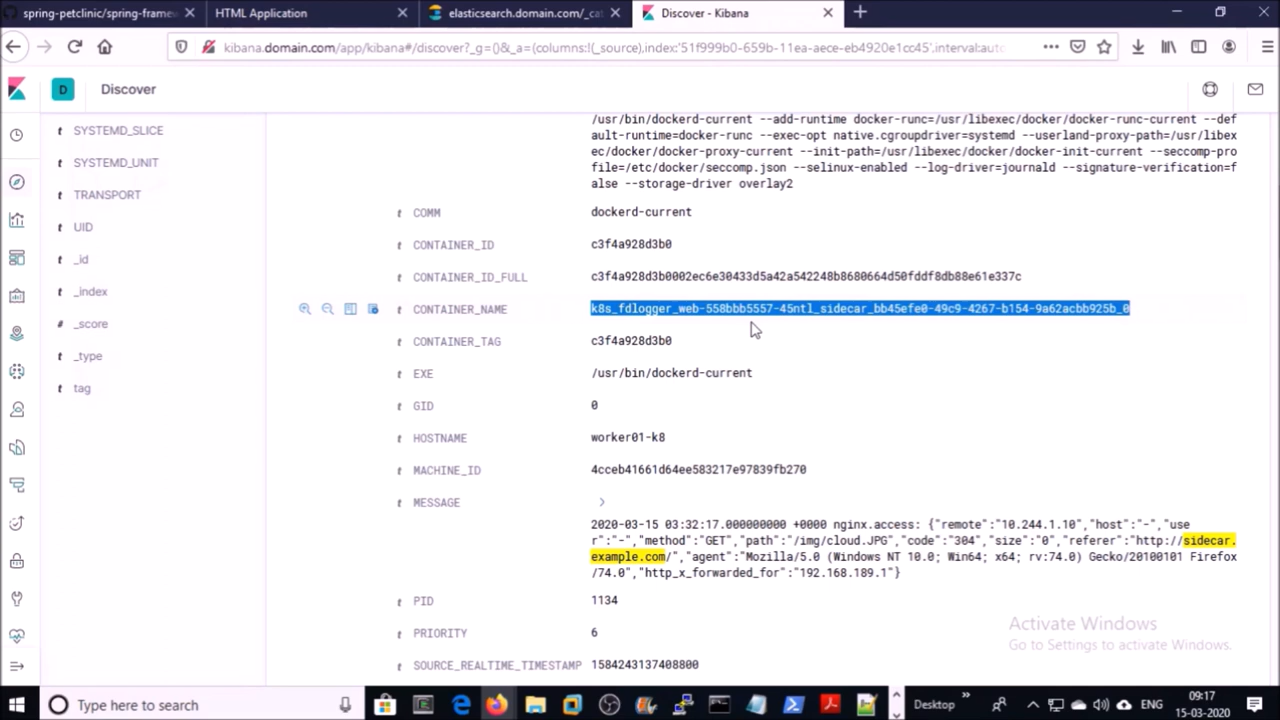 spring-petclinic/spring-framew
HTML Application
elasticsearch.domain.com/_cat
Discover - Kibana
kibana.domain.com/app/kibana#/discover?_g=()&_a=(columns:!(_source),index:'51f999b0-659b-11ea-aece-eb4920e1cc45',interval:auto
D
Discover
t SYSTEMD_SLICE
t SYSTEMD_UNIT
t TRANSPORT
t UID
t _id
t _index
# _score
t _type
t tag
/usr/bin/dockerd-current --add-runtime docker-runc=/usr/libexec/docker/docker-runc-current --def
ault-runtime=docker-runc --exec-opt native.cgroupdriver=systemd --userland-proxy-path=/usr/libex
ec/docker/docker-proxy-current --init-path=/usr/libexec/docker/docker-init-current --seccomp-pro
file=/etc/docker/seccomp.json --selinux-enabled --log-driver=journald --signature-verification=f
alse --storage-driver overlay2
t COMM dockerd-current
t CONTAINER_ID c3f4a928d3b0
t CONTAINER_ID_FULL c3f4a928d3b0002ec6e30433d5a42a542248b8680664d50fddf8db88e61e337c
t CONTAINER_NAME k8s_fdlogger_web-558bbb5557-45ntl_sidecar_bb45efe0-49c9-4267-b154-9a62acbb925b_0
t CONTAINER_TAG c3f4a928d3b0
t EXE /usr/bin/dockerd-current
t GID 0
t HOSTNAME worker01-k8
t MACHINE_ID 4cceb41661d64ee583217e97839fb270
t MESSAGE
2020-03-15 03:32:17.000000000 +0000 nginx.access: {"remote":"10.244.1.10","host":"-","use
r":"-","method":"GET","path":"/img/cloud.JPG","code":"304","size":"0","referer":"http://sidecar.
example.com/","agent":"Mozilla/5.0 (Windows NT 10.0; Win64; x64; rv:74.0) Gecko/20100101 Firefox
/74.0","http_x_forwarded_for":"192.168.189.1"}
t PID 1134
t PRIORITY 6
t SOURCE_REALTIME_TIMESTAMP 1584243137408800
Activate Windows
Go to Settings to activate Windows.
Type here to search
Desktop
ENG
09:17
15-03-2020